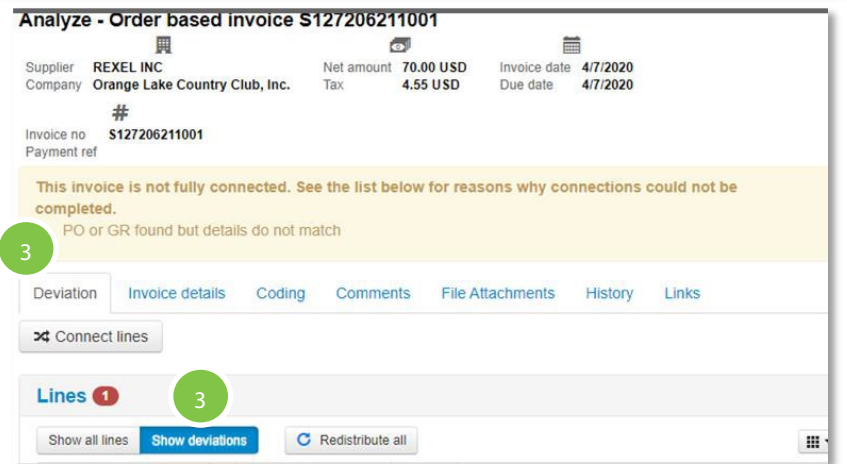 Analyze - Order based invoice S127206211001
Supplier REXEL INC Net amount 70.00 USD Invoice date 4/7/2020
Company Orange Lake Country Club, Inc. Tax 4.55 USD Due date 4/7/2020
#
Invoice no S127206211001
Payment ref
This invoice is not fully connected. See the list below for reasons why connections could not be
completed.
PO or GR found but details do not match
3
Deviation Invoice details Coding Comments File Attachments History Links
Connect lines
Lines 1
3
Show all lines Show deviations Redistribute all